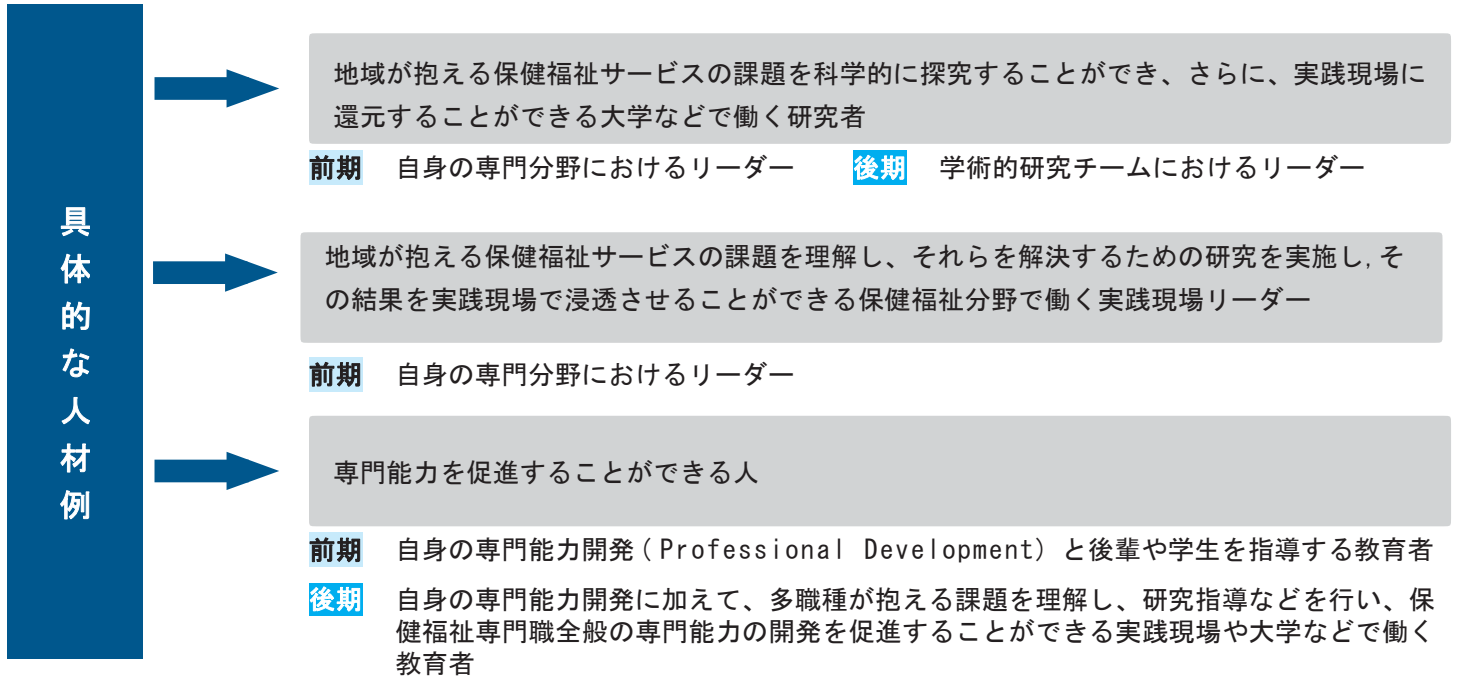 具体的な人材例
地域が抱える保健福祉サービスの課題を科学的に探究することができ、さらに、実践現場に
還元することができる大学などで働く研究者
前期 自身の専門分野におけるリーダー 後期 学術的研究チームにおけるリーダー
地域が抱える保健福祉サービスの課題を理解し、それらを解決するための研究を実施し,そ
の結果を実践現場で浸透させることができる保健福祉分野で働く実践現場リーダー
前期 自身の専門分野におけるリーダー
専門能力を促進することができる人
前期 自身の専門能力開発(Professional Development)と後輩や学生を指導する教育者
後期 自身の専門能力開発に加えて、多職種が抱える課題を理解し、研究指導などを行い、保
健福祉専門職全般の専門能力の開発を促進することができる実践現場や大学などで働く
教育者